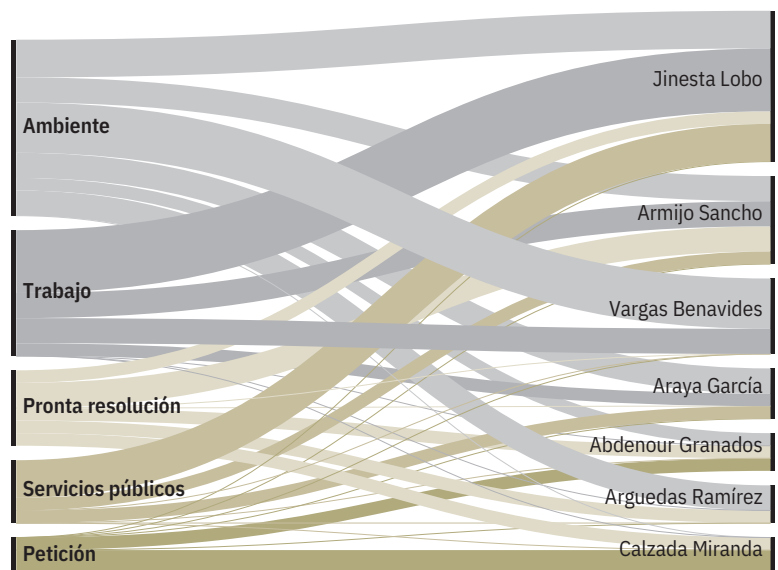 Ambiente
Trabajo
Pronta resolución
Servicios públicos
Petición
Jinesta Lobo
Armijo Sancho
Vargas Benavides
Araya García
Abdenour Granados
Arguedas Ramírez
Calzada Miranda